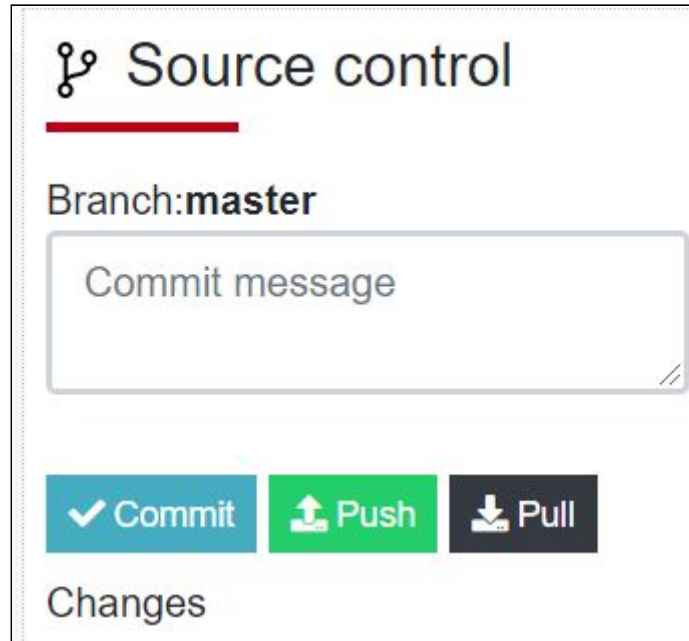 Source control
Branch:master
Commit message
Commit Push Pull
Changes